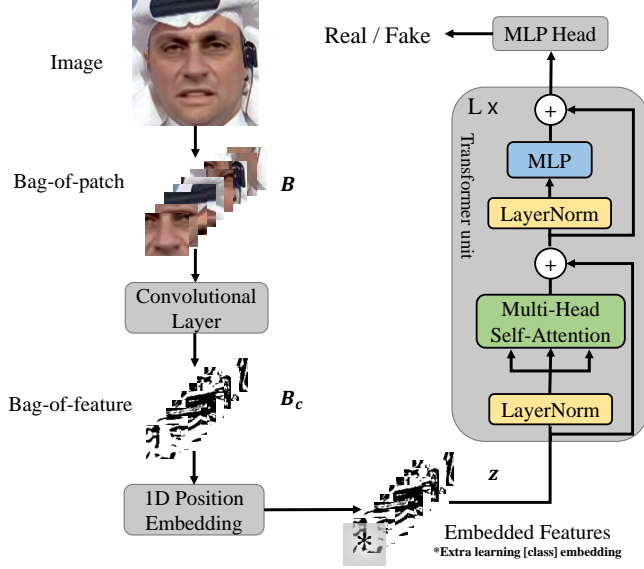 Image
Bag-of-patch
B
Convolutional
Layer
Bag-of-feature
B_c
1D Position
Embedding
*
z
Embedded Features
*Extra learning [class] embedding
Real / Fake
MLP Head
L x
Transformer unit
+
MLP
LayerNorm
+
Multi-Head
Self-Attention
LayerNorm